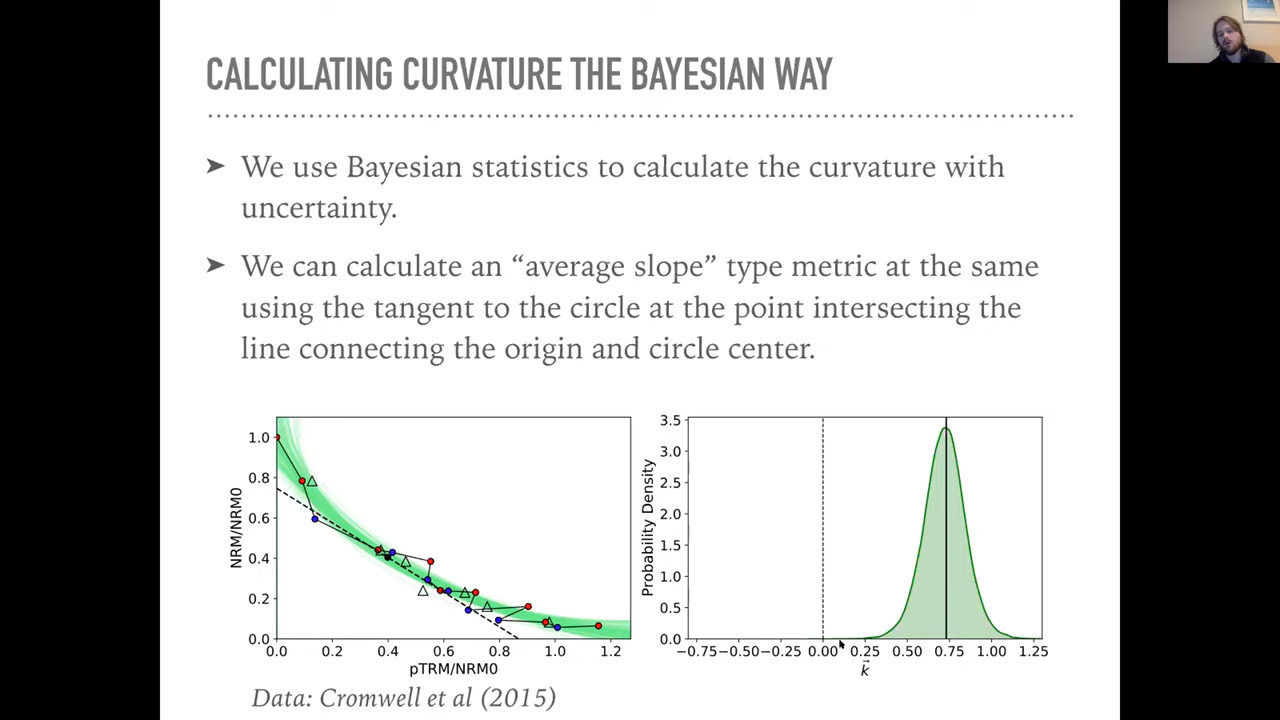 CALCULATING CURVATURE THE BAYESIAN WAY
➤ We use Bayesian statistics to calculate the curvature with
uncertainty.
➤ We can calculate an “average slope” type metric at the same
using the tangent to the circle at the point intersecting the
line connecting the origin and circle center.
1.0
0.8
0.6
0.4
0.2
0.0
NRM/NRM0
0.0 0.2 0.4 0.6 0.8 1.0 1.2
pTRM/NRM0
3.5
3.0
2.5
2.0
1.5
1.0
0.5
0.0
Probability Density
−0.75 −0.50 −0.25 0.00 0.25 0.50 0.75 1.00 1.25
k⃗
Data: Cromwell et al (2015)